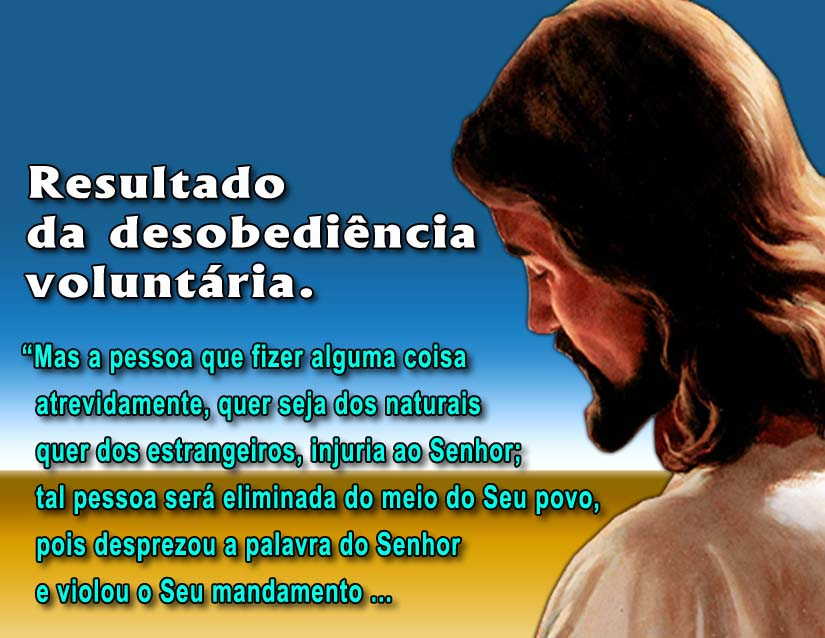 Resultado
da desobediência
voluntária.
“Mas a pessoa que fizer alguma coisa
atrevidamente, quer seja dos naturais
quer dos estrangeiros, injuria ao Senhor;
tal pessoa será eliminada do meio do Seu povo,
pois desprezou a palavra do Senhor
e violou o Seu mandamento ...